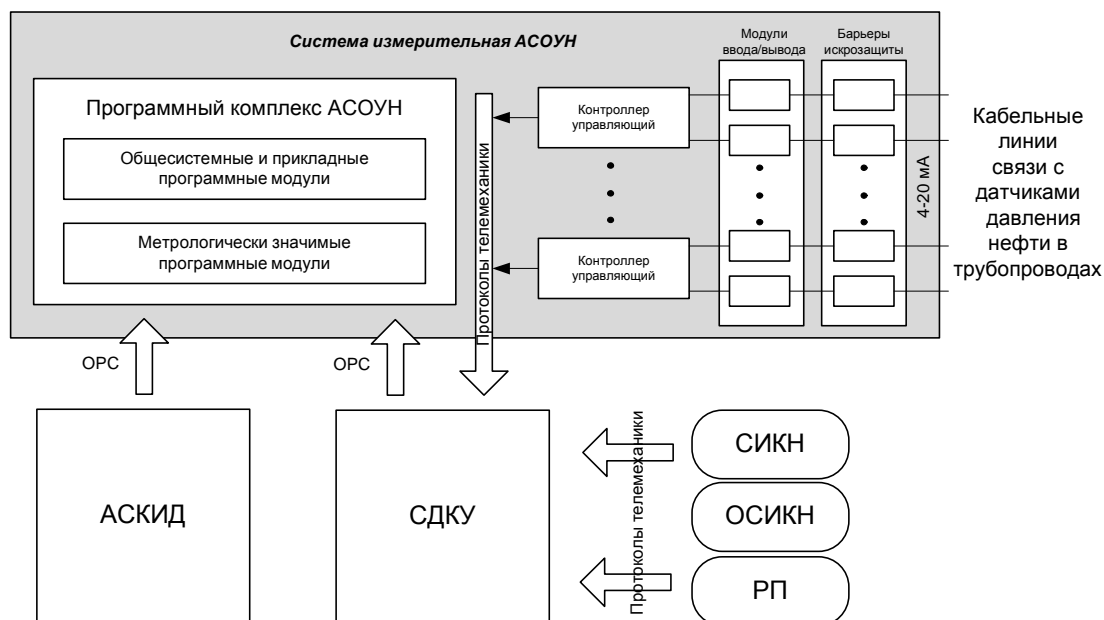 Система измерительная АСОУН
Модули
ввода/вывода
Барьеры
искрозащиты
Программный комплекс АСОУН
Общесистемные и прикладные
программные модули
Метрологически значимые
программные модули
Протоколы телемеханики
Контроллер
управляющий
Контроллер
управляющий
4-20 мА
Кабельные
линии
связи с
датчиками
давления
нефти в
трубопроводах
OPC
OPC
АСКИД
СДКУ
Протоколы телемеханики
СИКН
ОСИКН
РП